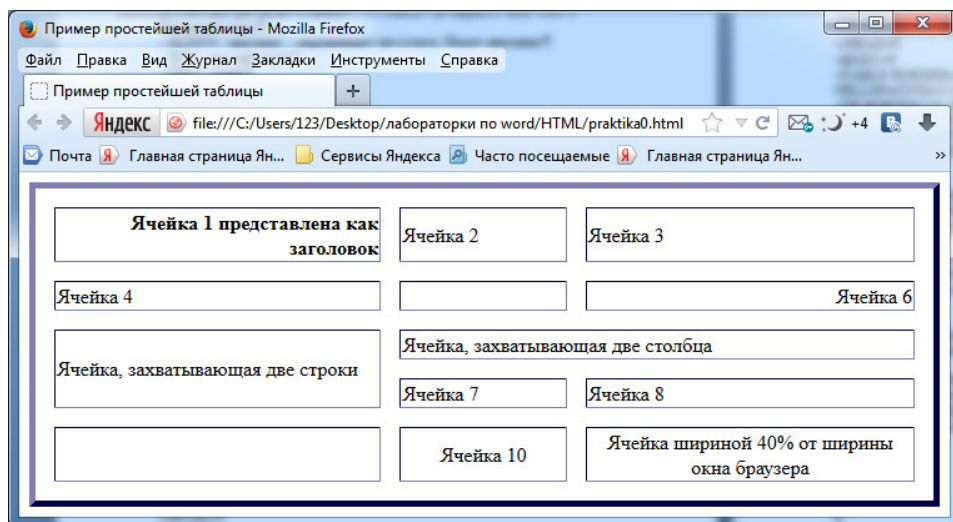 Пример простейшей таблицы - Mozilla Firefox
Файл Правка Вид Журнал Закладки Инструменты Справка
Пример простейшей таблицы +
Яндекс file:///C:/Users/123/Desktop/лабораторки по word/HTML/praktika0.html +4
Почта Я Главная страница Ян... Сервисы Яндекса Часто посещаемые Я Главная страница Ян... »
Ячейка 1 представлена как
заголовок
Ячейка 2
Ячейка 3
Ячейка 4
Ячейка 6
Ячейка, захватывающая две строки
Ячейка, захватывающая две столбца
Ячейка 7
Ячейка 8
Ячейка 10
Ячейка шириной 40% от ширины
окна браузера